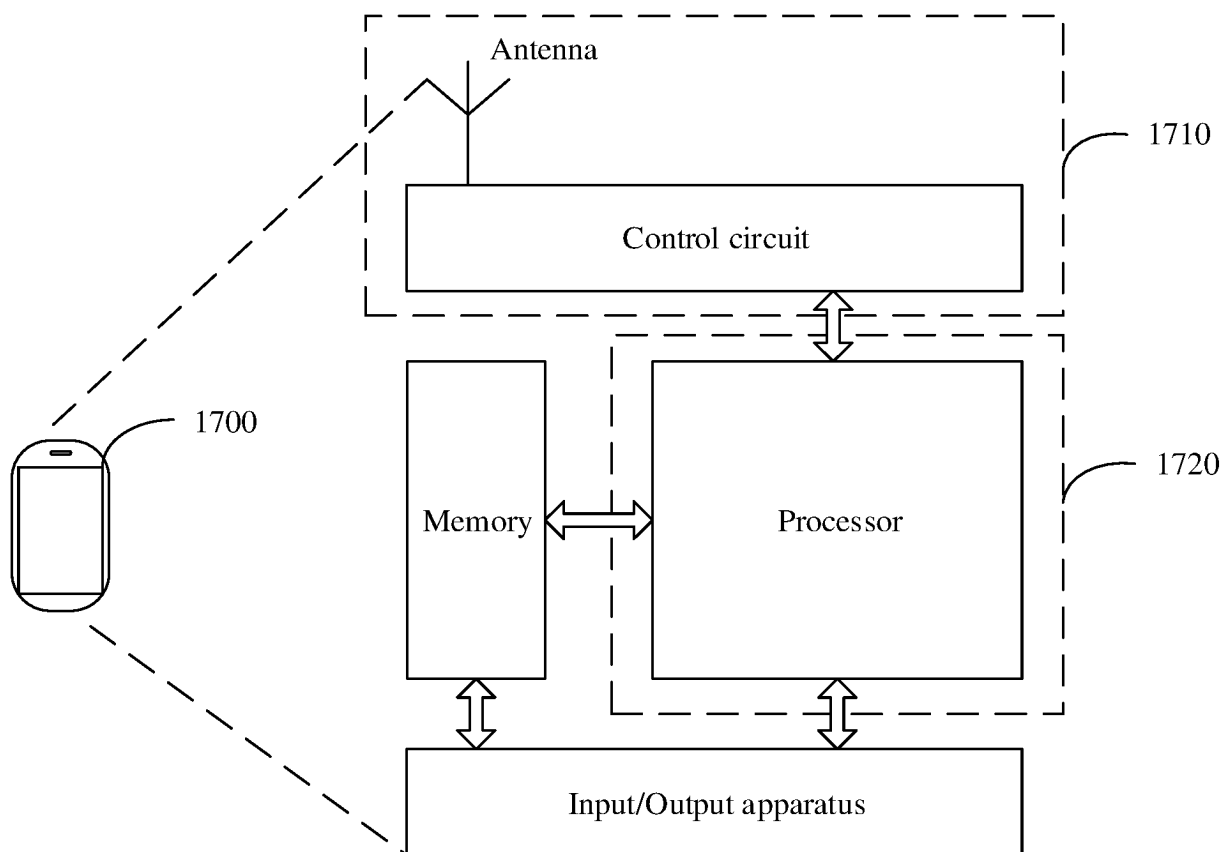 Antenna
1710
Control circuit
1700
1720
Memory
Processor
Input/Output apparatus